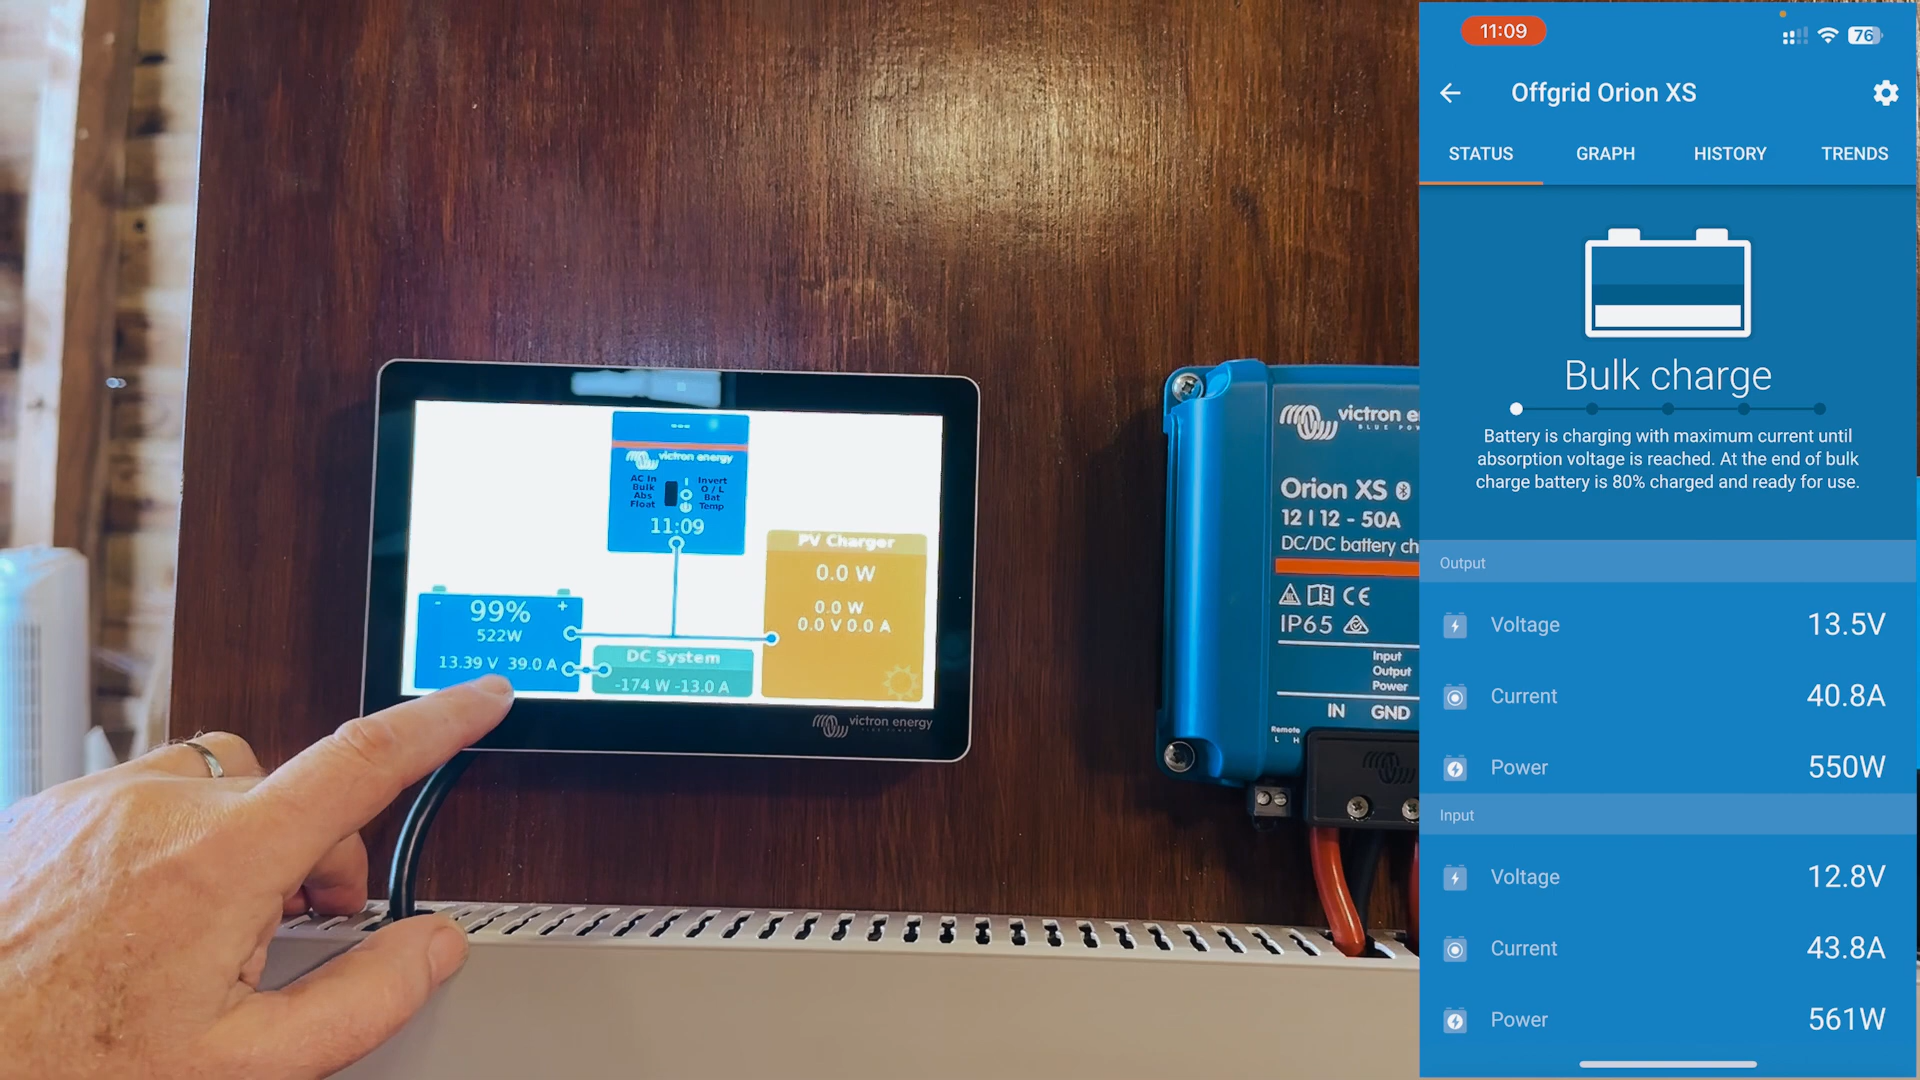 ---
victron energy
AC In
Bulk
Abs
Float
Invert
O / L
Bat
Temp
11:09
PV Charger
0.0 W
0.0 W
0.0 V 0.0 A
- 99% +
522W
13.39 V 39.0 A
DC System
-174 W -13.0 A
victron energy
victron e
BLUE PO
Orion XS
12 | 12 - 50A
DC/DC battery ch
CE
IP65
Input
Output
Power
IN GND
Remote
L H
11:09
76
Offgrid Orion XS
STATUS GRAPH HISTORY TRENDS
Bulk charge
Battery is charging with maximum current until
absorption voltage is reached. At the end of bulk
charge battery is 80% charged and ready for use.
Output
Voltage 13.5V
Current 40.8A
Power 550W
Input
Voltage 12.8V
Current 43.8A
Power 561W